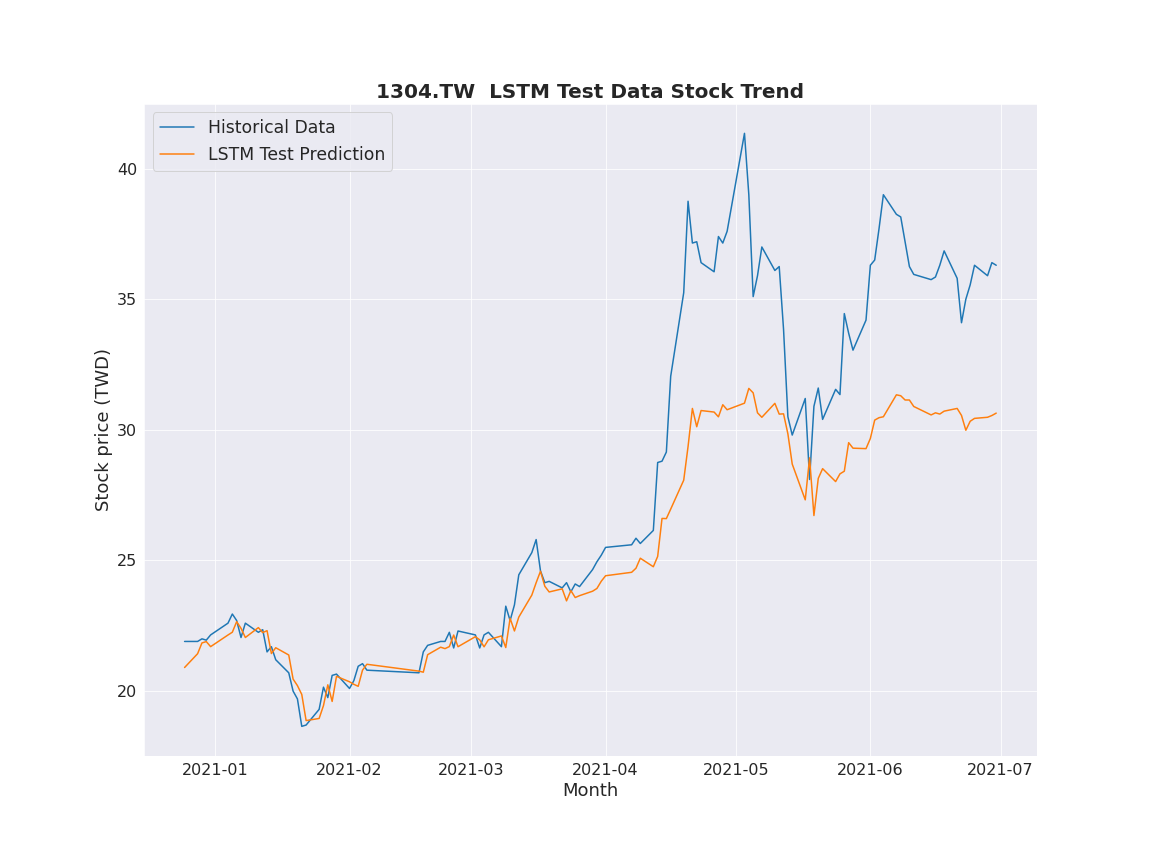 1304.TW  LSTM Test Data Stock Trend
Historical Data
LSTM Test Prediction
Stock price (TWD)
40
35
30
25
20
2021-01 2021-02 2021-03 2021-04 2021-05 2021-06 2021-07
Month